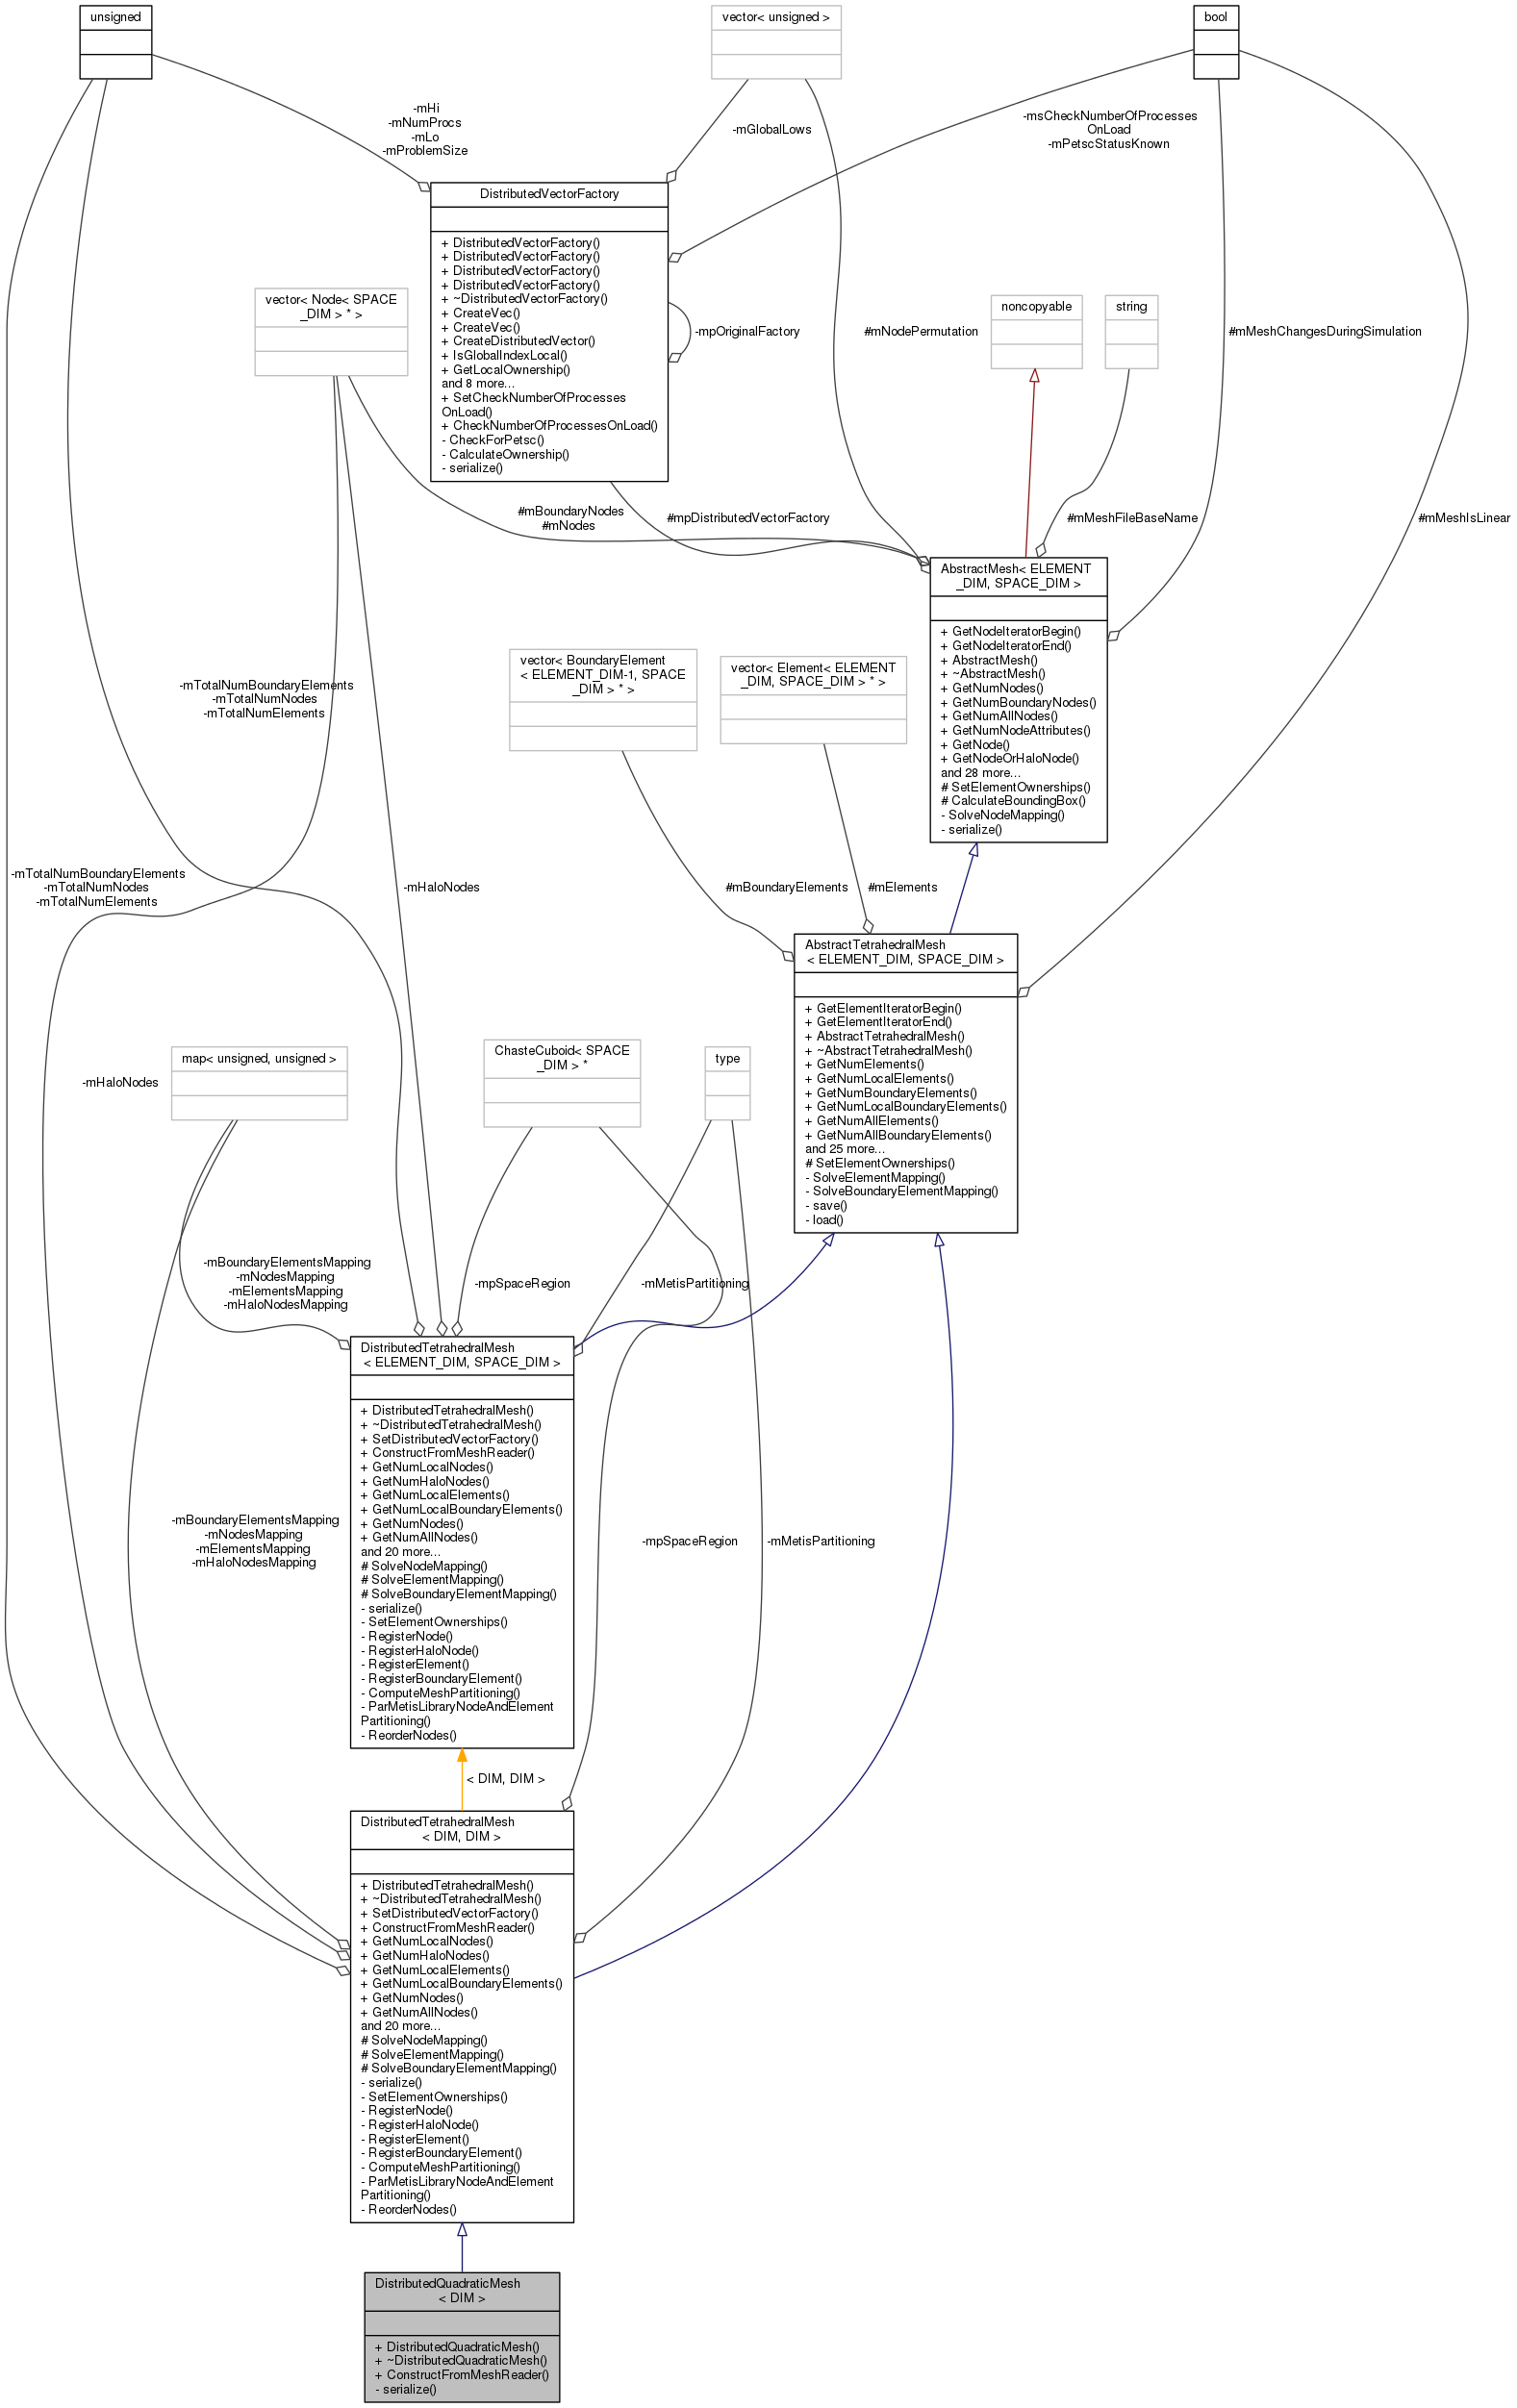 unsigned
vector< unsigned >
bool
-mHi
-mNumProcs
-mLo
-mProblemSize
-mGlobalLows
-msCheckNumberOfProcesses
OnLoad
-mPetscStatusKnown
DistributedVectorFactory
+ DistributedVectorFactory()
+ DistributedVectorFactory()
+ DistributedVectorFactory()
+ DistributedVectorFactory()
+ ~DistributedVectorFactory()
+ CreateVec()
+ CreateVec()
+ CreateDistributedVector()
+ IsGlobalIndexLocal()
+ GetLocalOwnership()
and 8 more...
+ SetCheckNumberOfProcesses
OnLoad()
+ CheckNumberOfProcessesOnLoad()
- CheckForPetsc()
- CalculateOwnership()
- serialize()
vector< Node< SPACE
_DIM > * >
-mpOriginalFactory
#mNodePermutation
noncopyable
string
#mMeshChangesDuringSimulation
#mBoundaryNodes
#mNodes
#mpDistributedVectorFactory
#mMeshFileBaseName
#mMeshIsLinear
AbstractMesh< ELEMENT
_DIM, SPACE_DIM >
+ GetNodeIteratorBegin()
+ GetNodeIteratorEnd()
+ AbstractMesh()
+ ~AbstractMesh()
+ GetNumNodes()
+ GetNumBoundaryNodes()
+ GetNumAllNodes()
+ GetNumNodeAttributes()
+ GetNode()
+ GetNodeOrHaloNode()
and 28 more...
# SetElementOwnerships()
# CalculateBoundingBox()
- SolveNodeMapping()
- serialize()
vector< BoundaryElement
< ELEMENT_DIM-1, SPACE
_DIM > * >
vector< Element< ELEMENT
_DIM, SPACE_DIM > * >
-mTotalNumBoundaryElements
-mTotalNumNodes
-mTotalNumElements
-mTotalNumBoundaryElements
-mTotalNumNodes
-mTotalNumElements
-mHaloNodes
#mBoundaryElements
#mElements
AbstractTetrahedralMesh
< ELEMENT_DIM, SPACE_DIM >
+ GetElementIteratorBegin()
+ GetElementIteratorEnd()
+ AbstractTetrahedralMesh()
+ ~AbstractTetrahedralMesh()
+ GetNumElements()
+ GetNumLocalElements()
+ GetNumBoundaryElements()
+ GetNumLocalBoundaryElements()
+ GetNumAllElements()
+ GetNumAllBoundaryElements()
and 25 more...
# SetElementOwnerships()
- SolveElementMapping()
- SolveBoundaryElementMapping()
- save()
- load()
-mHaloNodes
map< unsigned, unsigned >
ChasteCuboid< SPACE
_DIM > *
type
-mBoundaryElementsMapping
-mNodesMapping
-mElementsMapping
-mHaloNodesMapping
-mpSpaceRegion
-mMetisPartitioning
DistributedTetrahedralMesh
< ELEMENT_DIM, SPACE_DIM >
+ DistributedTetrahedralMesh()
+ ~DistributedTetrahedralMesh()
+ SetDistributedVectorFactory()
+ ConstructFromMeshReader()
+ GetNumLocalNodes()
+ GetNumHaloNodes()
+ GetNumLocalElements()
+ GetNumLocalBoundaryElements()
+ GetNumNodes()
+ GetNumAllNodes()
and 20 more...
# SolveNodeMapping()
# SolveElementMapping()
# SolveBoundaryElementMapping()
- serialize()
- SetElementOwnerships()
- RegisterNode()
- RegisterHaloNode()
- RegisterElement()
- RegisterBoundaryElement()
- ComputeMeshPartitioning()
- ParMetisLibraryNodeAndElement
Partitioning()
- ReorderNodes()
-mBoundaryElementsMapping
-mNodesMapping
-mElementsMapping
-mHaloNodesMapping
-mpSpaceRegion
-mMetisPartitioning
< DIM, DIM >
DistributedTetrahedralMesh
< DIM, DIM >
+ DistributedTetrahedralMesh()
+ ~DistributedTetrahedralMesh()
+ SetDistributedVectorFactory()
+ ConstructFromMeshReader()
+ GetNumLocalNodes()
+ GetNumHaloNodes()
+ GetNumLocalElements()
+ GetNumLocalBoundaryElements()
+ GetNumNodes()
+ GetNumAllNodes()
and 20 more...
# SolveNodeMapping()
# SolveElementMapping()
# SolveBoundaryElementMapping()
- serialize()
- SetElementOwnerships()
- RegisterNode()
- RegisterHaloNode()
- RegisterElement()
- RegisterBoundaryElement()
- ComputeMeshPartitioning()
- ParMetisLibraryNodeAndElement
Partitioning()
- ReorderNodes()
DistributedQuadraticMesh
< DIM >
+ DistributedQuadraticMesh()
+ ~DistributedQuadraticMesh()
+ ConstructFromMeshReader()
- serialize()